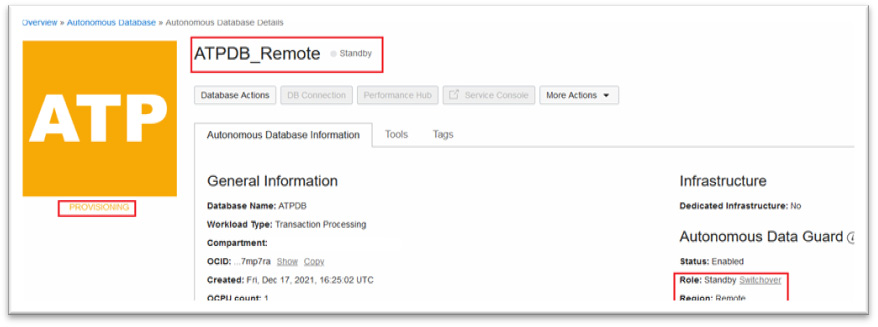 Overview » Autonomous Database » Autonomous Database Details
ATP
PROVISIONING
ATPDB_Remote Standby
Database Actions DB Connection Performance Hub Service Console More Actions
Autonomous Database Information Tools Tags
General Information
Database Name: ATPDB
Workload Type: Transaction Processing
Compartment:
OCID: ...7mp7ra Show Copy
Created: Fri, Dec 17, 2021, 16:25:02 UTC
OCPU count: 1
Infrastructure
Dedicated Infrastructure: No
Autonomous Data Guard
Status: Enabled
Role: Standby Switchover
Region: Remote